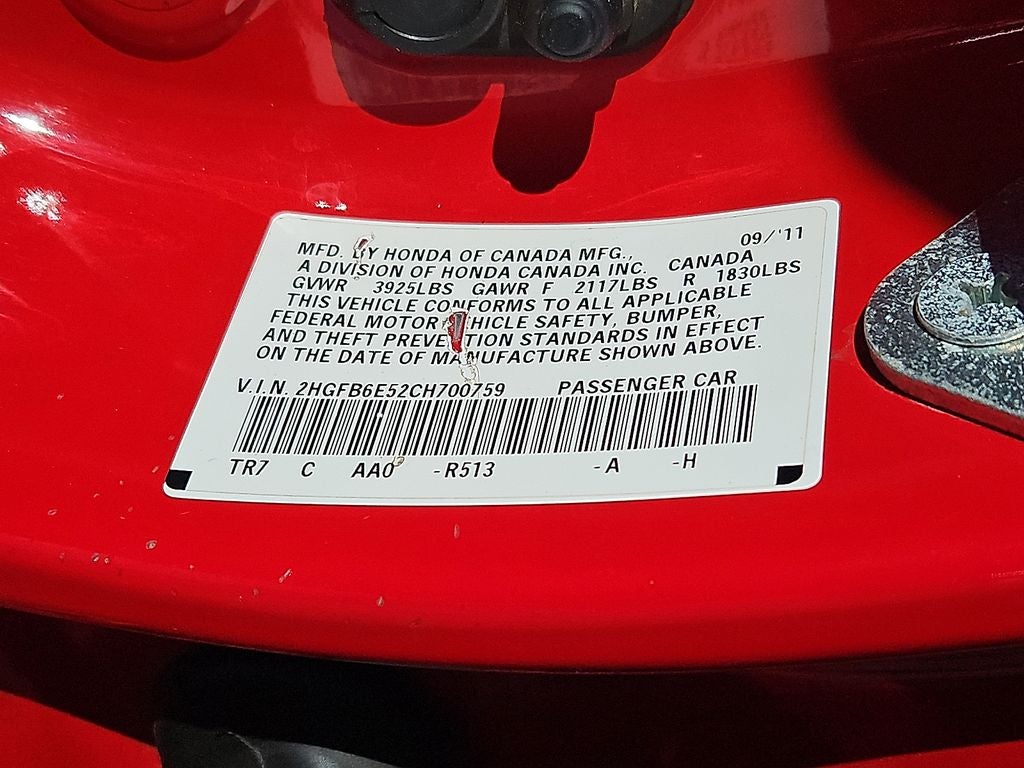 09/'11
MFD. BY HONDA OF CANADA MFG.,
A DIVISION OF HONDA CANADA INC. CANADA
GVWR 3925LBS GAWR F 2117LBS R 1830LBS
THIS VEHICLE CONFORMS TO ALL APPLICABLE
FEDERAL MOTOR VEHICLE SAFETY, BUMPER,
AND THEFT PREVENTION STANDARDS IN EFFECT
ON THE DATE OF MANUFACTURE SHOWN ABOVE.
V.I.N. 2HGFB6E52CH700759 PASSENGER CAR
TR7 C AA0 -R513 -A -H